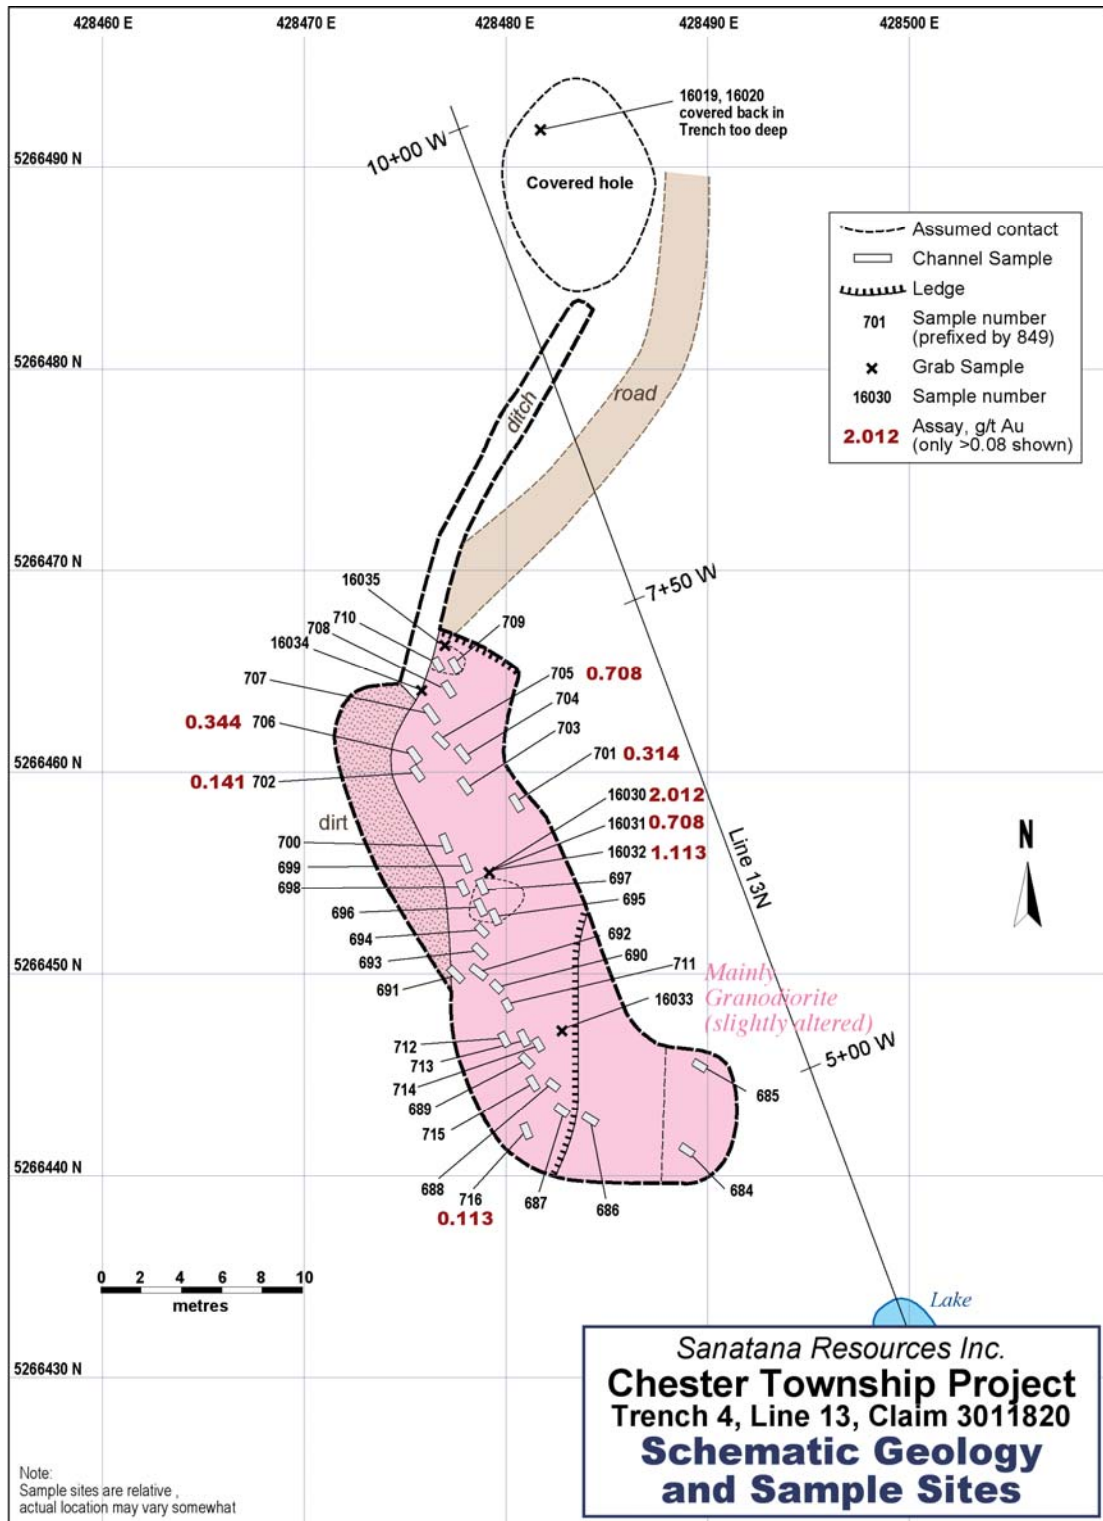 428460 E
428470 E
428480 E
428490 E
428500 E
16019, 16020
covered back in
Trench too deep
10+00 W
5266490 N
Covered hole
Assumed contact
Channel Sample
Ledge
701 Sample number
(prefixed by 849)
Grab Sample
16030 Sample number
2.012 Assay, g/t Au
(only >0.08 shown)
5266480 N
road
ditch
5266470 N
16035
7+50 W
710
709
708
16034
707
705 0.708
704
0.344 706
703
5266460 N
701 0.314
0.141 702
16030 2.012
16031 0.708
dirt
N
700
16032 1.113
Line 13N
699
698
697
696
695
694
692
693
690
711
5266450 N
691
Mainly
Granodiorite
(slightly altered)
16033
712
713
5+00 W
714
685
689
715
5266440 N
688
684
716
687
686
0.113
0 2 4 6 8 10
metres
Lake
Sanatana Resources Inc.
Chester Township Project
Trench 4, Line 13, Claim 3011820
Schematic Geology
and Sample Sites
5266430 N
Note:
Sample sites are relative ,
actual location may vary somewhat